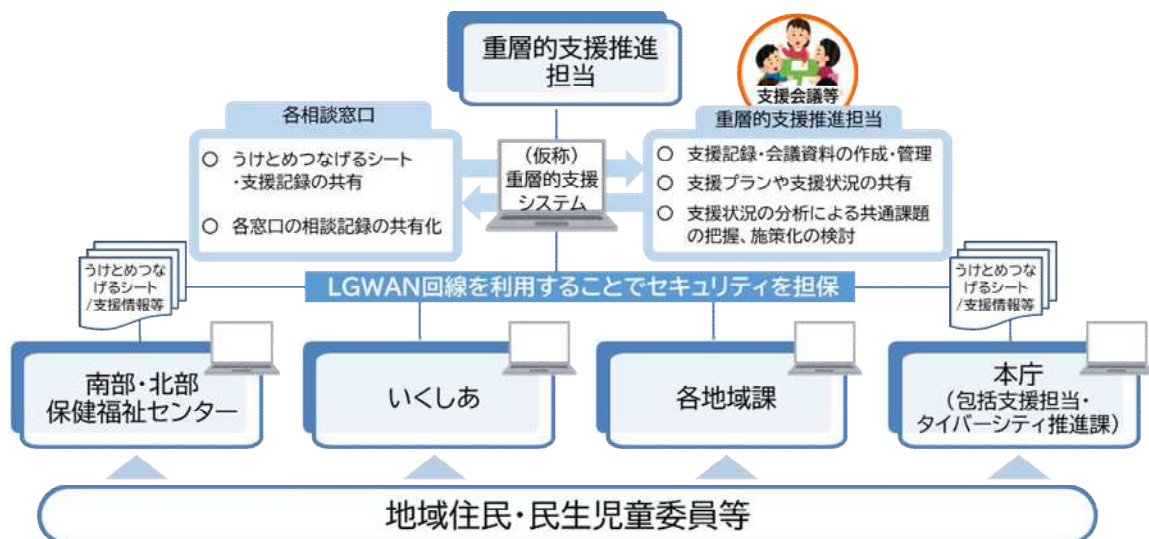 重層的支援推進
担当
支援会議等
各相談窓口
○ うけとめつなげるシート
・支援記録の共有
○ 各窓口の相談記録の共有化
(仮称)
重層的支援
システム
重層的支援推進担当
○ 支援記録・会議資料の作成・管理
○ 支援プランや支援状況の共有
○ 支援状況の分析による共通課題
の把握、施策化の検討
うけとめつな
げるシート
/支援情報等
LGWAN回線を利用することでセキュリティを担保
うけとめつな
げるシート
/支援情報等
南部・北部
保健福祉センター
いくしあ
各地域課
本庁
(包括支援担当・
タイバーシティ推進課)
地域住民・民生児童委員等